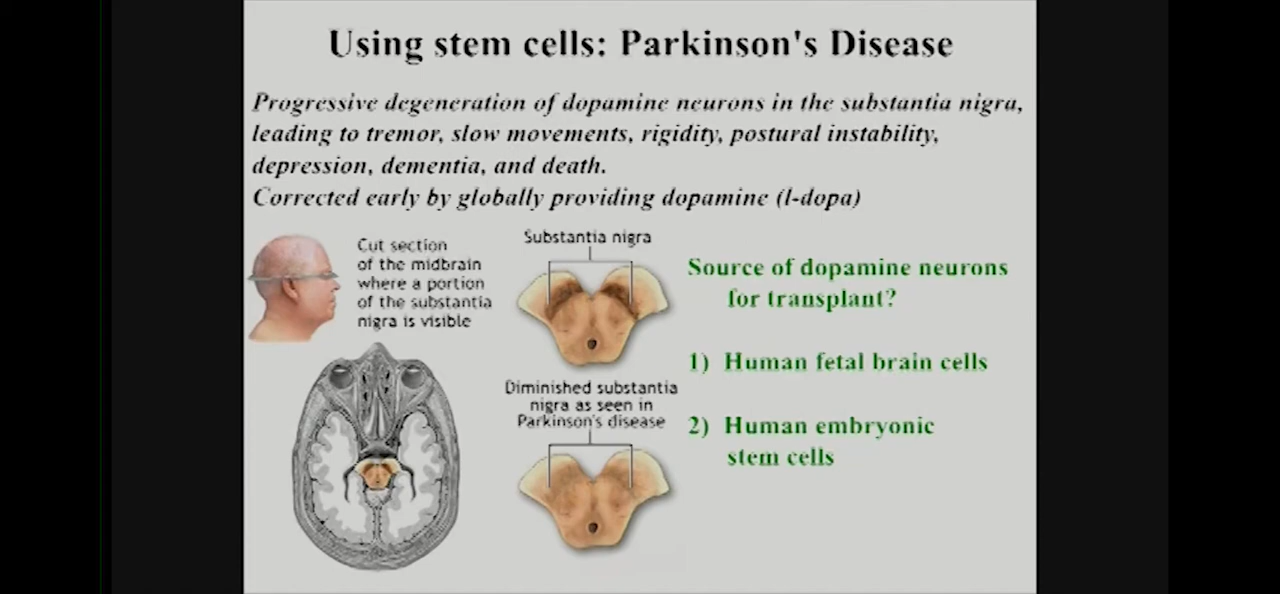 Using stem cells: Parkinson's Disease
Progressive degeneration of dopamine neurons in the substantia nigra,
leading to tremor, slow movements, rigidity, postural instability,
depression, dementia, and death.
Corrected early by globally providing dopamine (l-dopa)
Cut section
of the midbrain
where a portion
of the substantia
nigra is visible
Substantia nigra
Diminished substantia
nigra as seen in
Parkinson's disease
Source of dopamine neurons
for transplant?
1) Human fetal brain cells
2) Human embryonic
stem cells